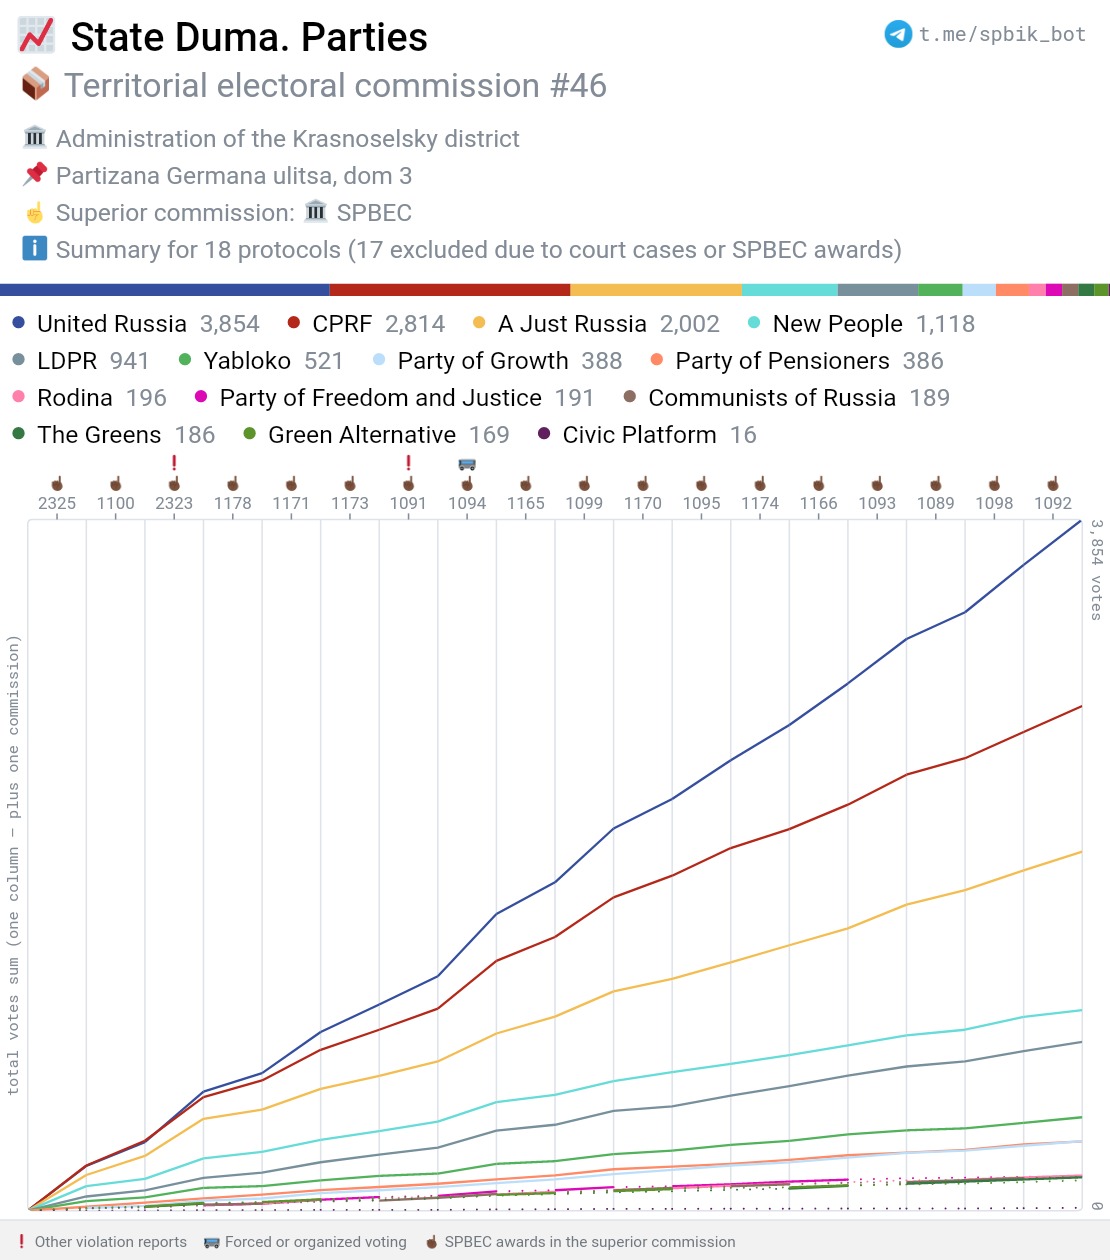 State Duma. Parties
t.me/spbik_bot
Territorial electoral commission #46
Administration of the Krasnoselsky district
Partizana Germana ulitsa, dom 3
Superior commission: SPBEC
Summary for 18 protocols (17 excluded due to court cases or SPBEC awards)
United Russia 3,854 CPRF 2,814 A Just Russia 2,002 New People 1,118
LDPR 941 Yabloko 521 Party of Growth 388 Party of Pensioners 386
Rodina 196 Party of Freedom and Justice 191 Communists of Russia 189
The Greens 186 Green Alternative 169 Civic Platform 16
2325 1100 2323 1178 1171 1173 1091 1094 1165 1099 1170 1095 1174 1166 1093 1089 1098 1092
total votes sum (one column – plus one commission)
3,854 votes
0
Other violation reports Forced or organized voting SPBEC awards in the superior commission